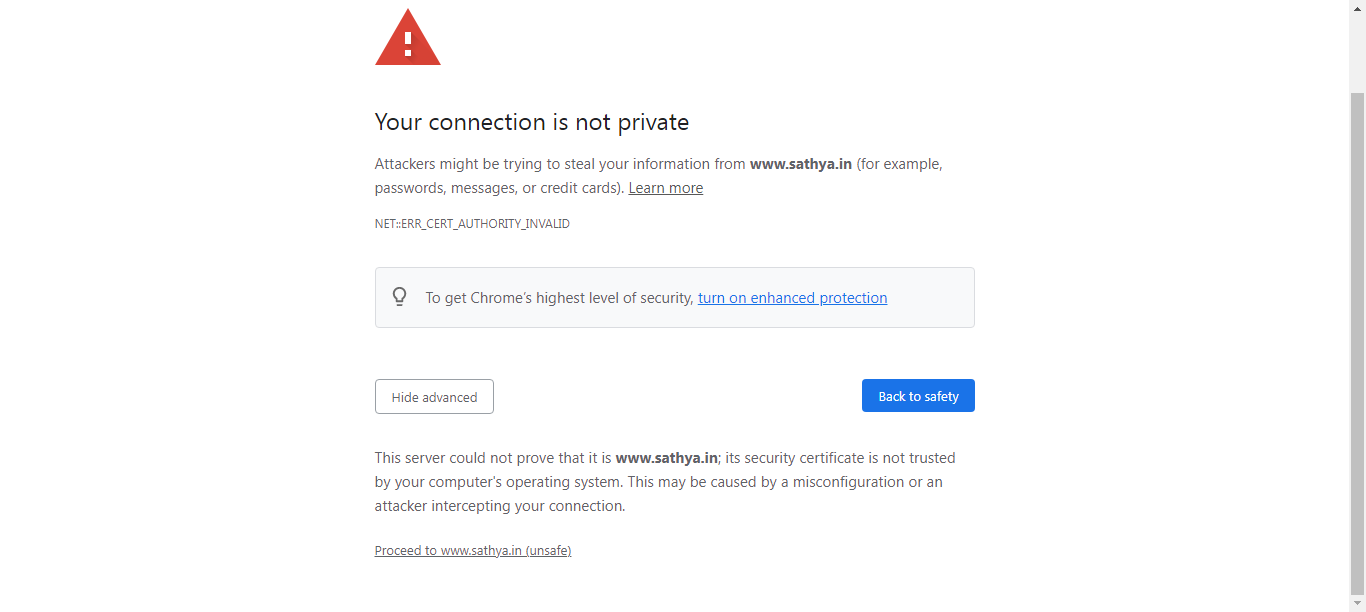 Your connection is not private
Attackers might be trying to steal your information from www.sathya.in (for example,
passwords, messages, or credit cards). Learn more
NET::ERR_CERT_AUTHORITY_INVALID
To get Chrome's highest level of security, turn on enhanced protection
Hide advanced
Back to safety
This server could not prove that it is www.sathya.in; its security certificate is not trusted
by your computer's operating system. This may be caused by a misconfiguration or an
attacker intercepting your connection.
Proceed to www.sathya.in (unsafe)